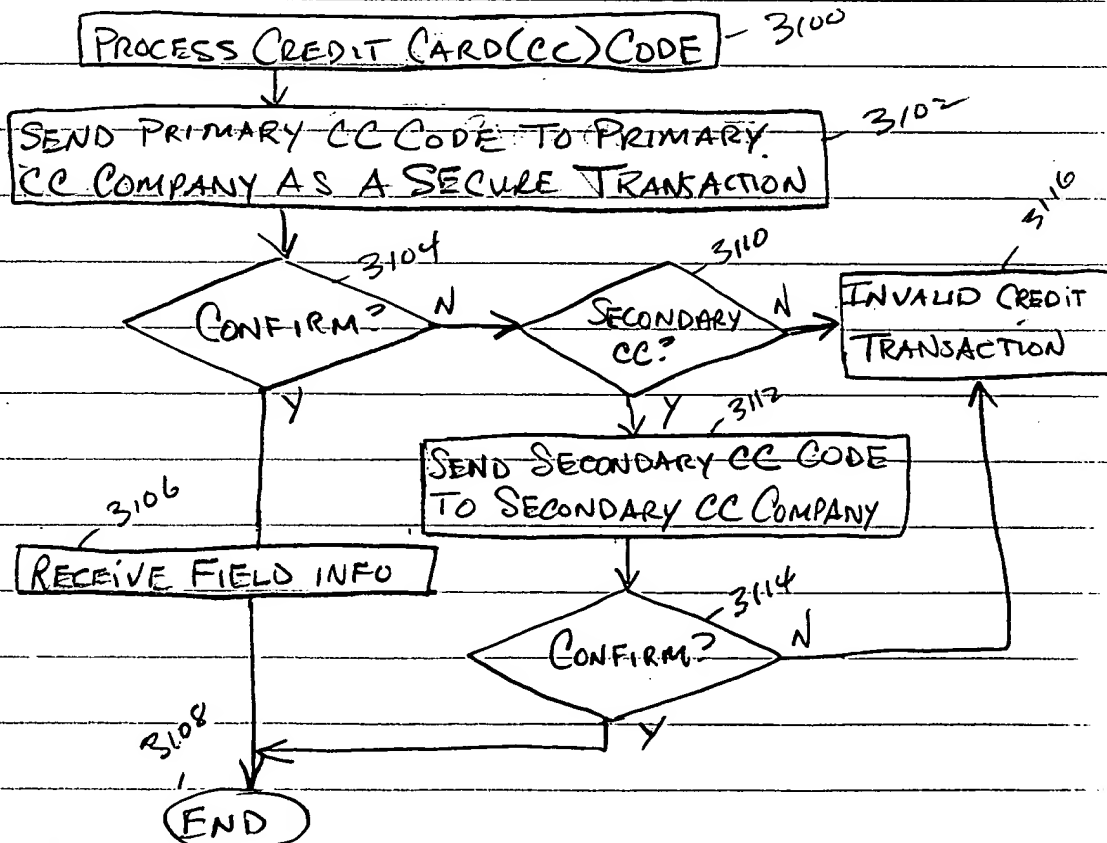 PROCESS CREDIT CARD(CC) CODE
3100
SEND PRIMARY CC CODE TO PRIMARY
CC COMPANY AS A SECURE TRANSACTION
3102
CONFIRM?
3104
N
Y
SECONDARY
CC?
3110
N
Y
INVALID CREDIT
TRANSACTION
3116
SEND SECONDARY CC CODE
TO SECONDARY CC COMPANY
3112
RECEIVE FIELD INFO
3106
CONFIRM?
3114
N
Y
3108
END